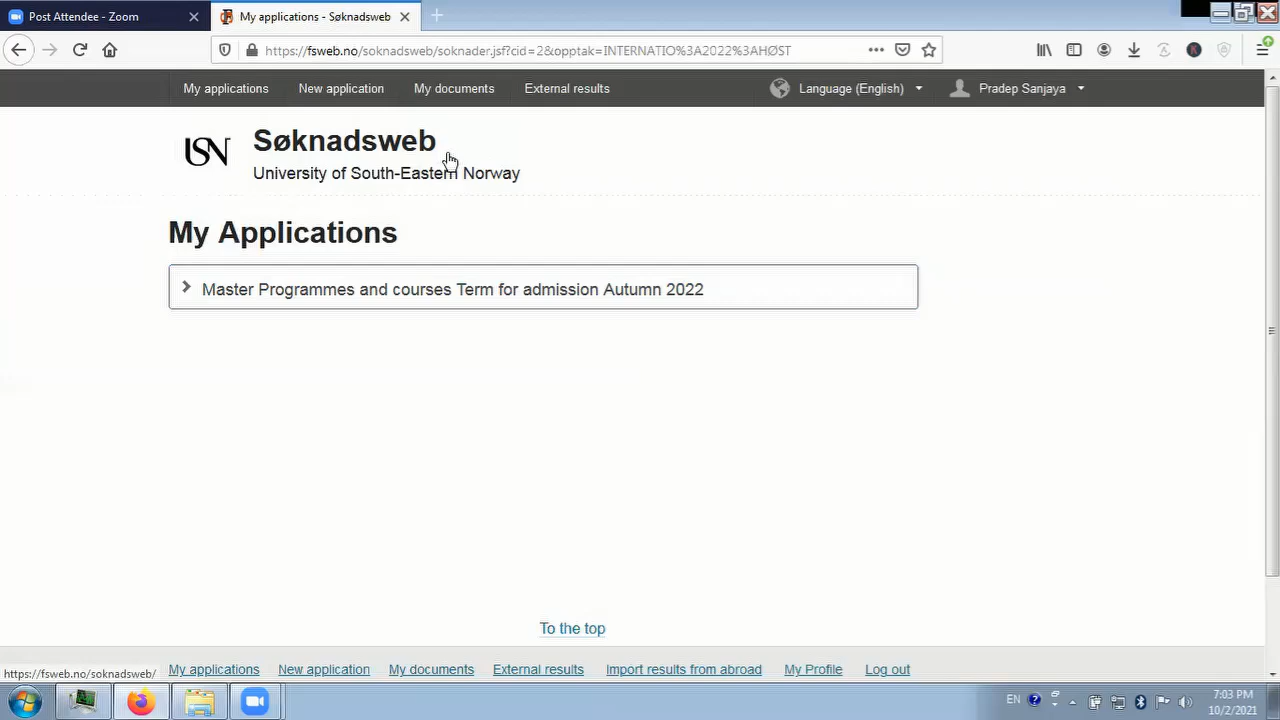 Post Attendee - Zoom
My applications - Søknadsweb
https://fsweb.no/soknadsweb/soknader.jsf?cid=2&opptak=INTERNATIO%3A2022%3AHØST
My applications
New application
My documents
External results
Language (English)
Pradep Sanjaya
USN
Søknadsweb
University of South-Eastern Norway
My Applications
Master Programmes and courses Term for admission Autumn 2022
To the top
https://fsweb.no/soknadsweb/
My applications
New application
My documents
External results
Import results from abroad
My Profile
Log out
EN
7:03 PM
10/2/2021